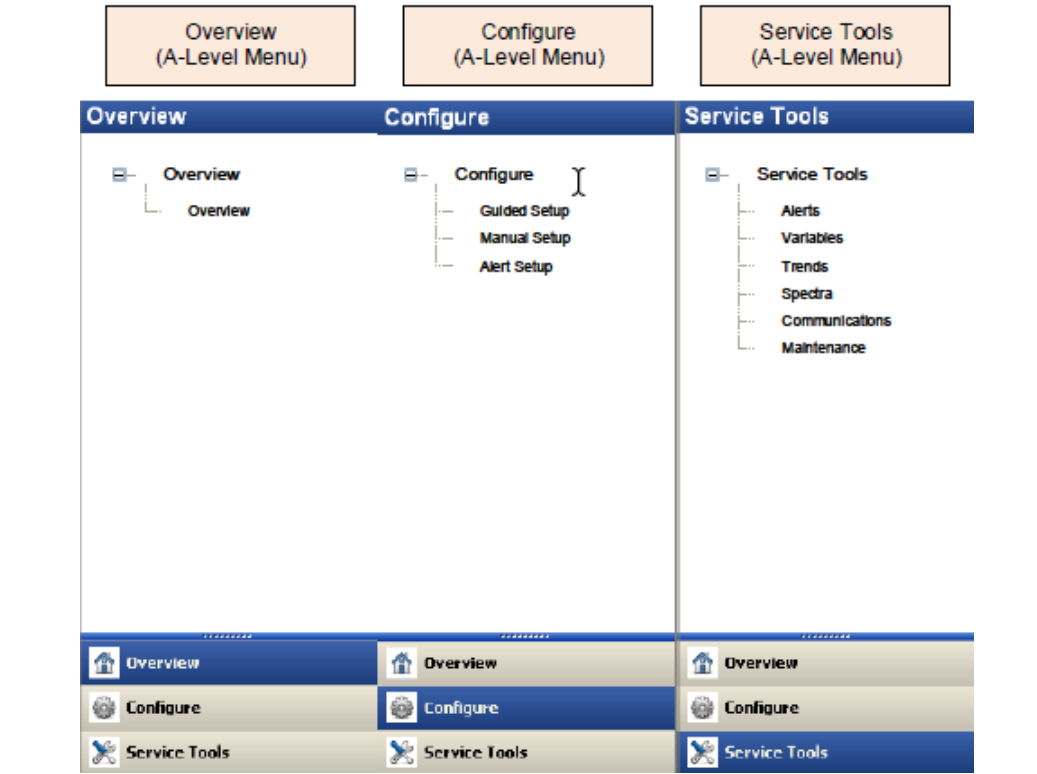 Overview
(A-Level Menu)
Configure
(A-Level Menu)
Service Tools
(A-Level Menu)
Overview
Overview
Overview
Overview
Configure
Service Tools
Configure
Configure
Guided Setup
Manual Setup
Alert Setup
Overview
Configure
Service Tools
Service Tools
Service Tools
Alerts
Variables
Trends
Spectra
Communications
Maintenance
Overview
Configure
Service Tools